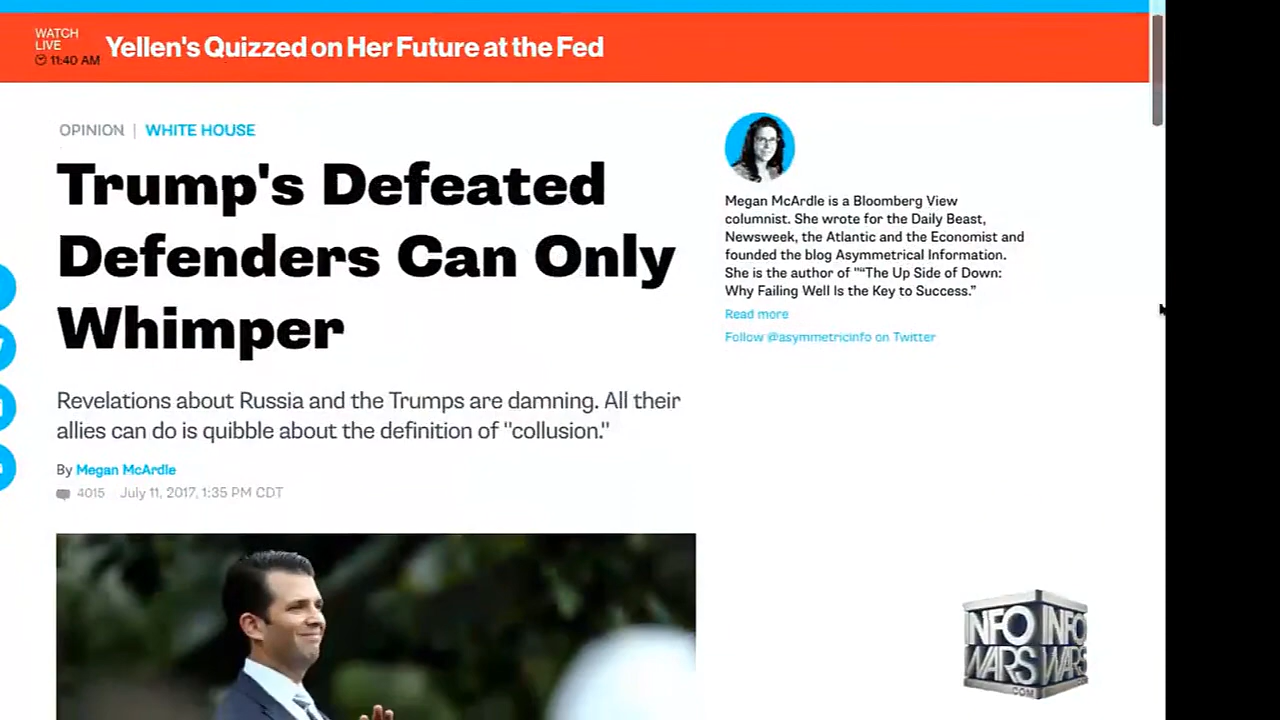 WATCH
LIVE
11:40 AM
Yellen's Quizzed on Her Future at the Fed
OPINION | WHITE HOUSE
Trump's Defeated
Defenders Can Only
Whimper
Revelations about Russia and the Trumps are damning. All their
allies can do is quibble about the definition of "collusion."
By Megan McArdle
4015 July 11, 2017, 1:35 PM CDT
Megan McArdle is a Bloomberg View
columnist. She wrote for the Daily Beast,
Newsweek, the Atlantic and the Economist and
founded the blog Asymmetrical Information.
She is the author of "“The Up Side of Down:
Why Failing Well Is the Key to Success.”
Read more
Follow @asymmetricinfo on Twitter
INFO INFO
WARS WARS
.COM